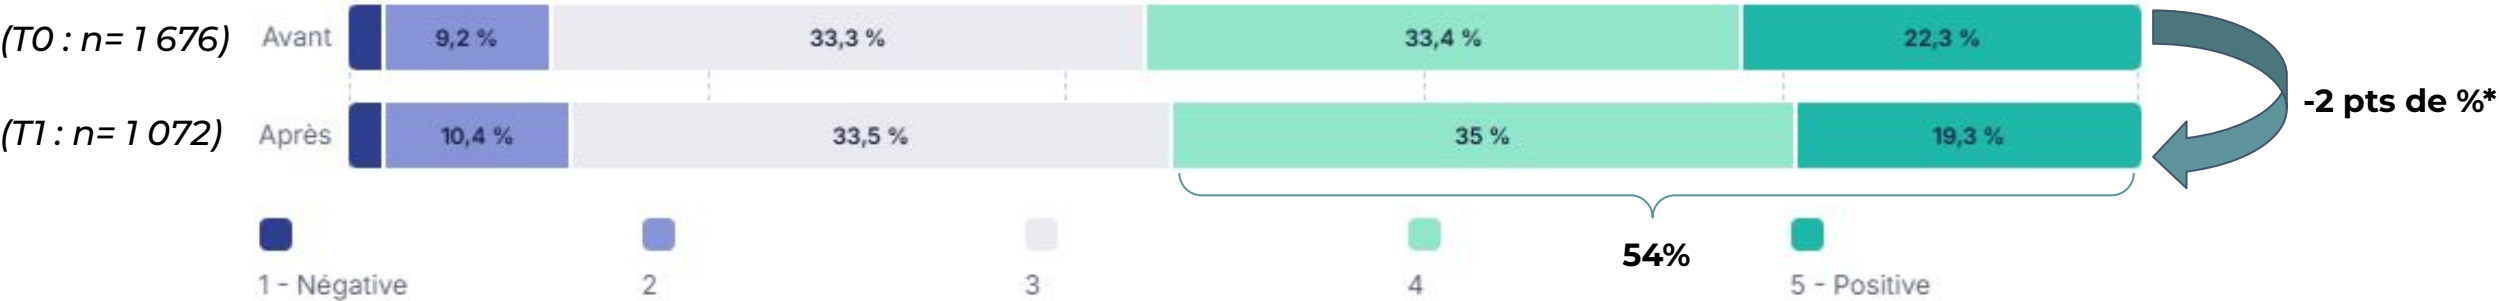 (T0 : n= 1 676) Avant 9,2 % 33,3 % 33,4 % 22,3 %
-2 pts de %*
(T1 : n= 1 072) Après 10,4 % 33,5 % 35 % 19,3 %
54%
1 - Négative 2 3 4 5 - Positive